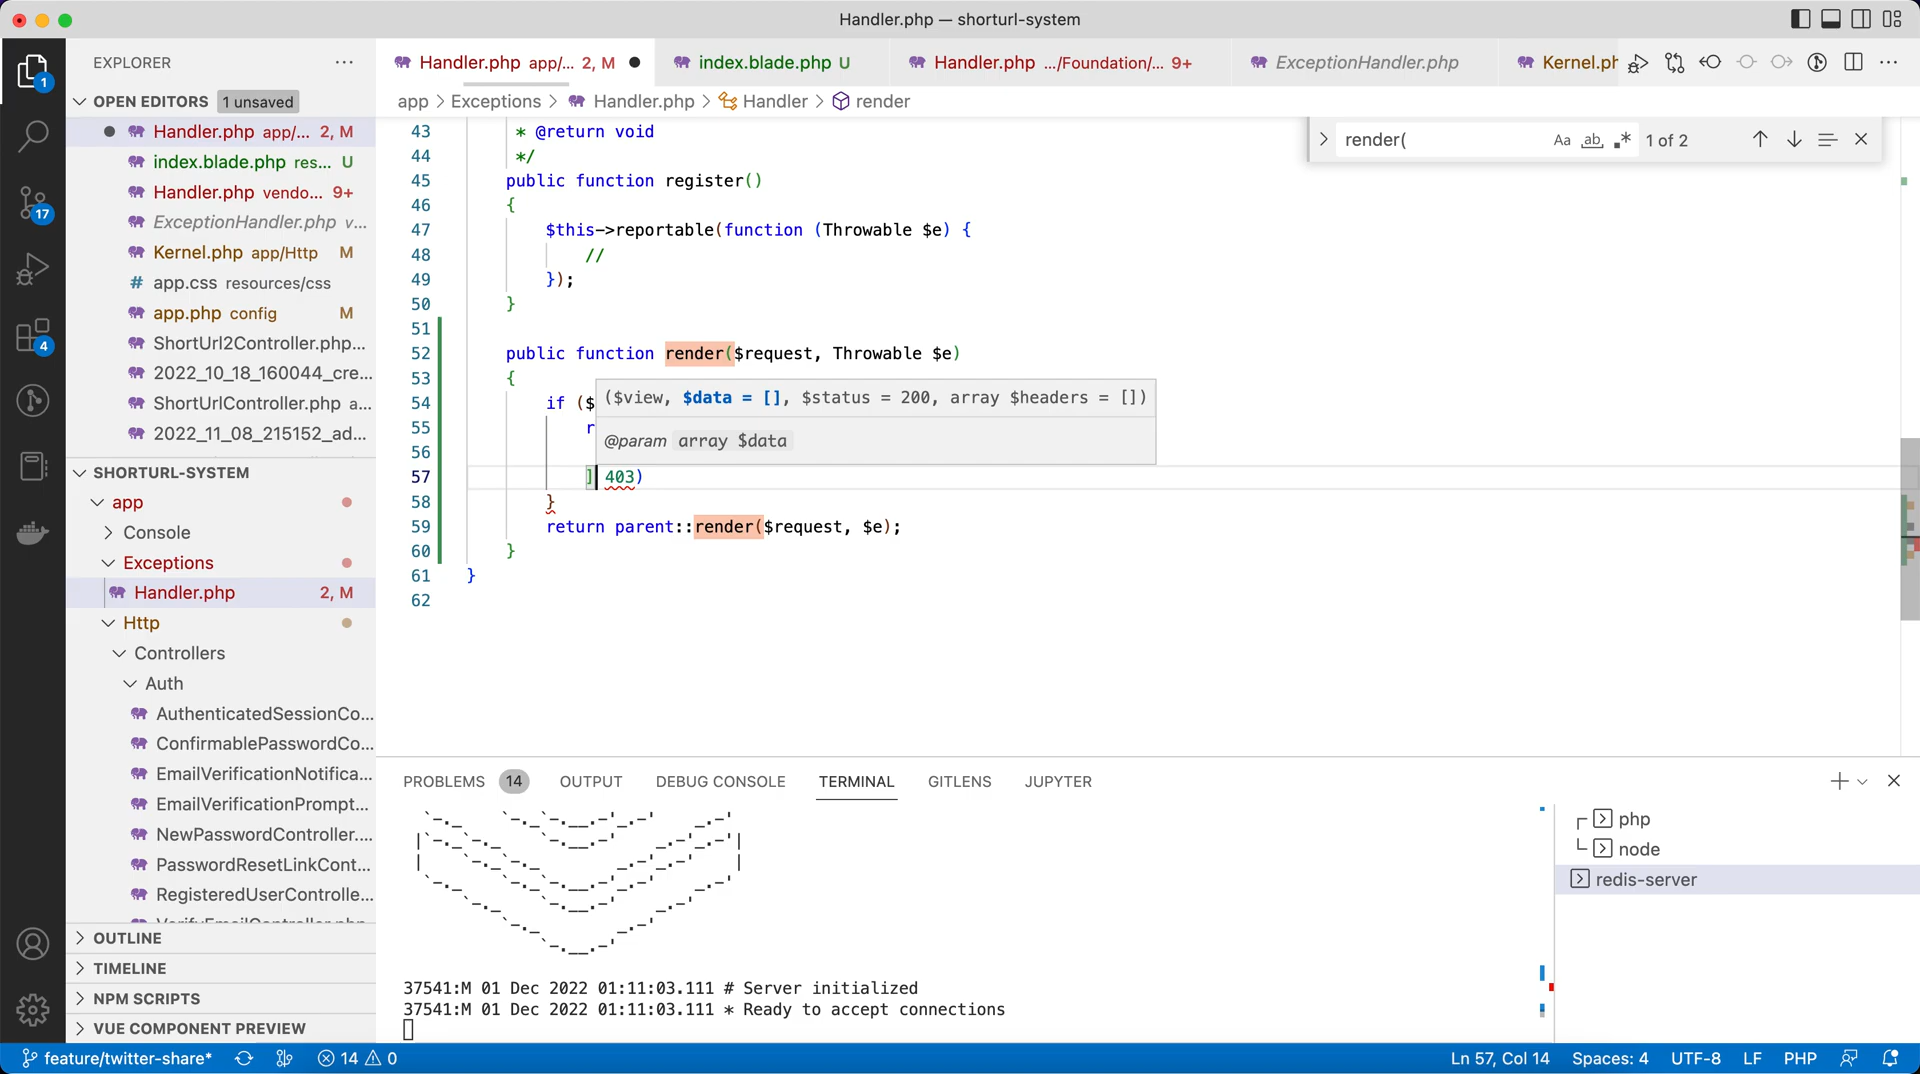 Handler.php — shorturl-system
EXPLORER
Handler.php app/... 2, M
index.blade.php U
Handler.php .../Foundation/... 9+
ExceptionHandler.php
Kernel.ph
OPEN EDITORS 1 unsaved
app > Exceptions > Handler.php > Handler > render
Handler.php app/... 2, M
index.blade.php res... U
Handler.php vendo... 9+
ExceptionHandler.php v...
Kernel.php app/Http M
# app.css resources/css
app.php config M
ShortUrl2Controller.php...
2022_10_18_160044_cre...
ShortUrlController.php a...
2022_11_08_215152_ad...
SHORTURL-SYSTEM
app
Console
Exceptions
Handler.php 2, M
Http
Controllers
Auth
AuthenticatedSessionCo...
ConfirmablePasswordCo...
EmailVerificationNotifica...
EmailVerificationPrompt...
NewPasswordController....
PasswordResetLinkCont...
RegisteredUserControlle...
VerifyEmailController.php
OUTLINE
TIMELINE
NPM SCRIPTS
VUE COMPONENT PREVIEW
1
17
4
render( Aa ab .* 1 of 2
43 * @return void
44 */
45 public function register()
46 {
47 $this->reportable(function (Throwable $e) {
48 //
49 });
50 }
51
52 public function render($request, Throwable $e)
53 {
54 if ($
($view, $data = [], $status = 200, array $headers = [])
55 r
@param array $data
56
57 ] 403)
58 }
59 return parent::render($request, $e);
60 }
61 }
62
PROBLEMS 14 OUTPUT DEBUG CONSOLE TERMINAL GITLENS JUPYTER
php
node
redis-server
37541:M 01 Dec 2022 01:11:03.111 # Server initialized
37541:M 01 Dec 2022 01:11:03.111 * Ready to accept connections
feature/twitter-share* 14 0
Ln 57, Col 14 Spaces: 4 UTF-8 LF PHP